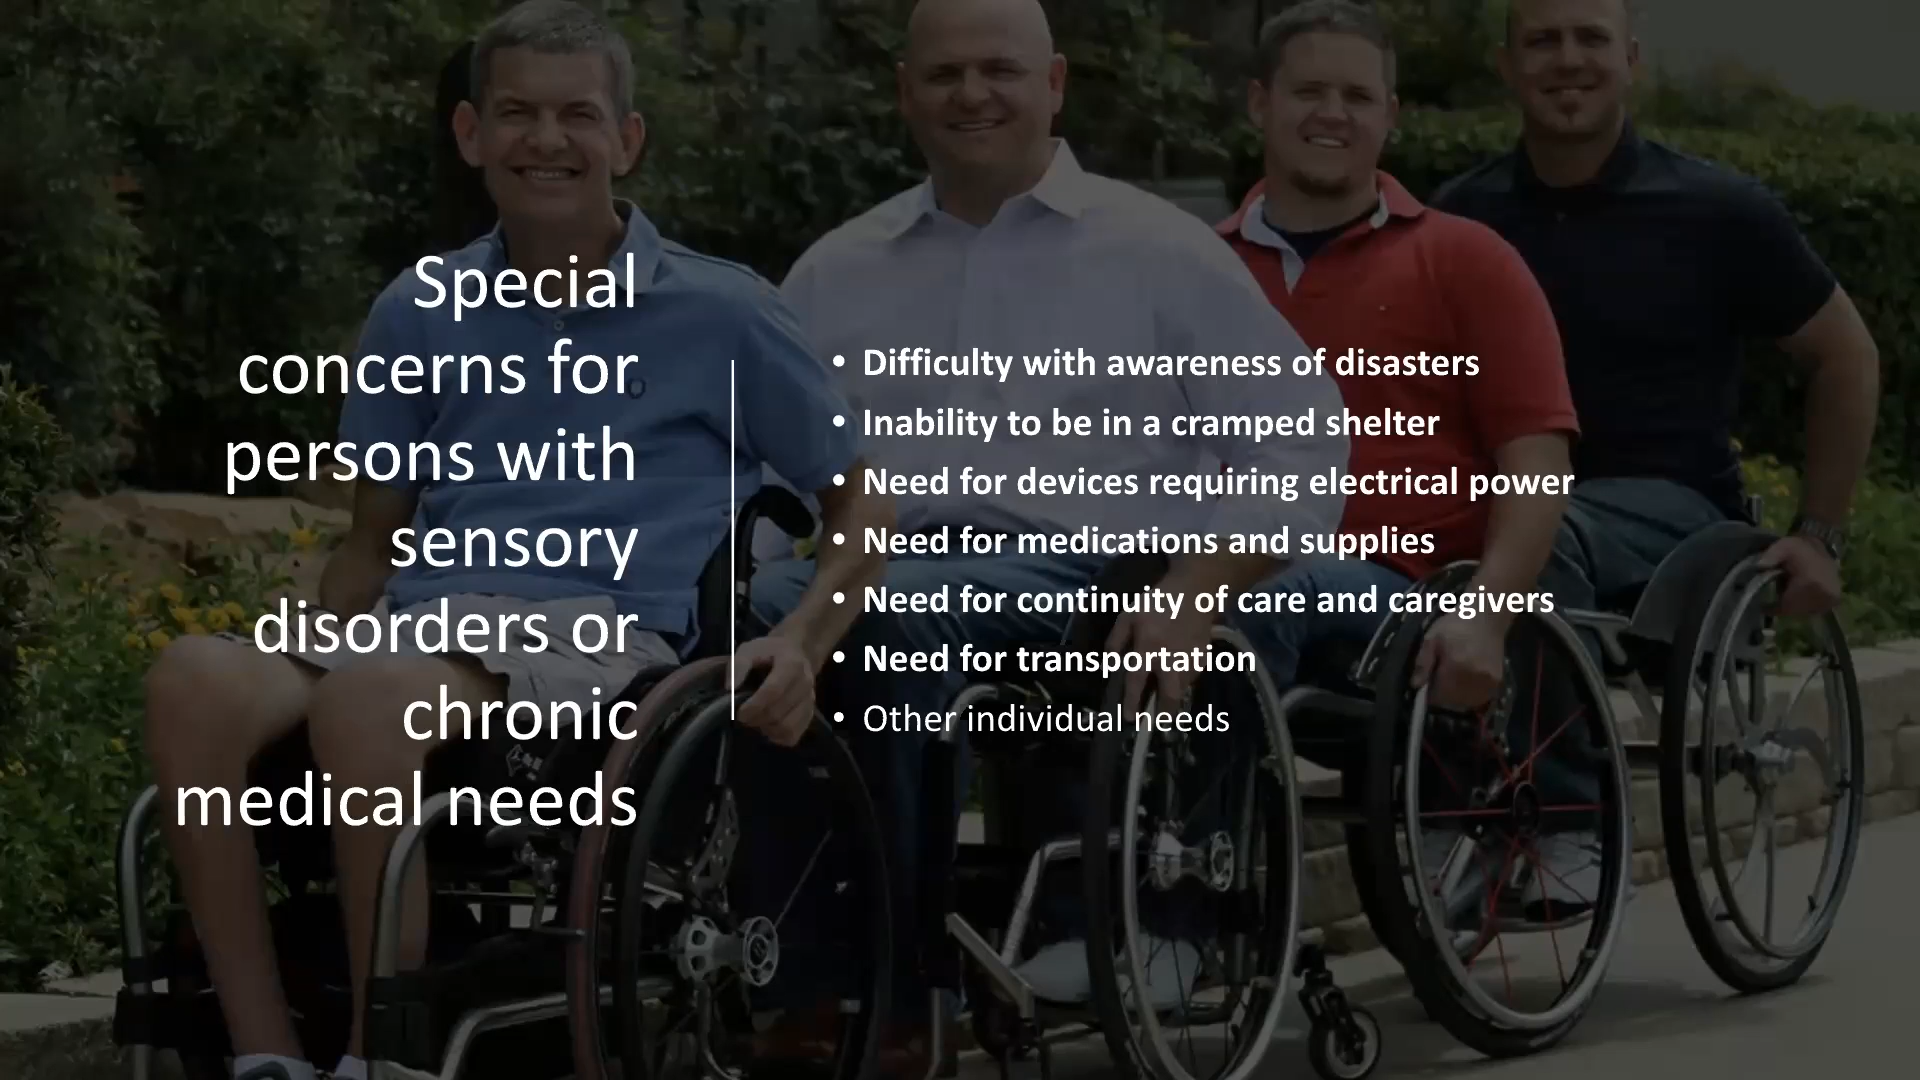 Special
concerns for
persons with
sensory
disorders or
chronic
medical needs
• Difficulty with awareness of disasters
• Inability to be in a cramped shelter
• Need for devices requiring electrical power
• Need for medications and supplies
• Need for continuity of care and caregivers
• Need for transportation
• Other individual needs